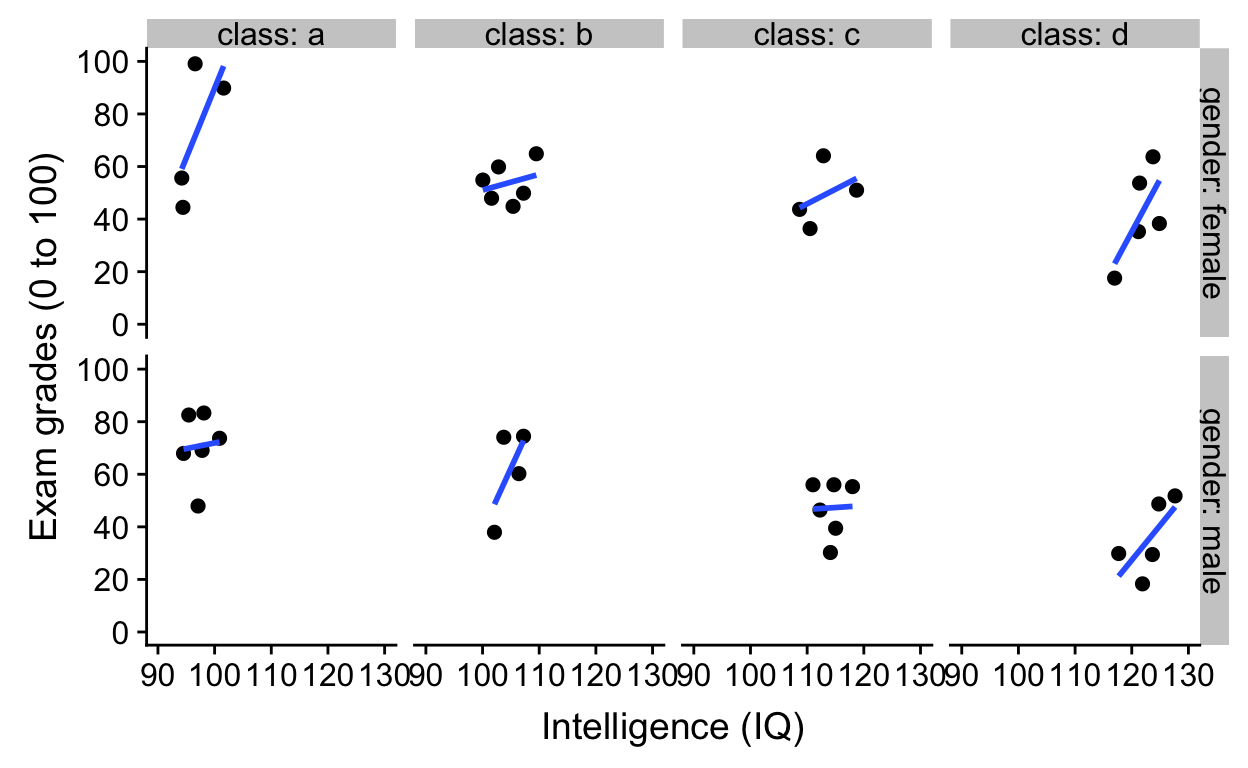 class: a
class: b
class: c
class: d
100
80
60
40
20
0
gender: female
100
80
60
40
20
0
gender: male
Exam grades (0 to 100)
90 100 110 120 130
90 100 110 120 130
90 100 110 120 130
90 100 110 120 130
Intelligence (IQ)